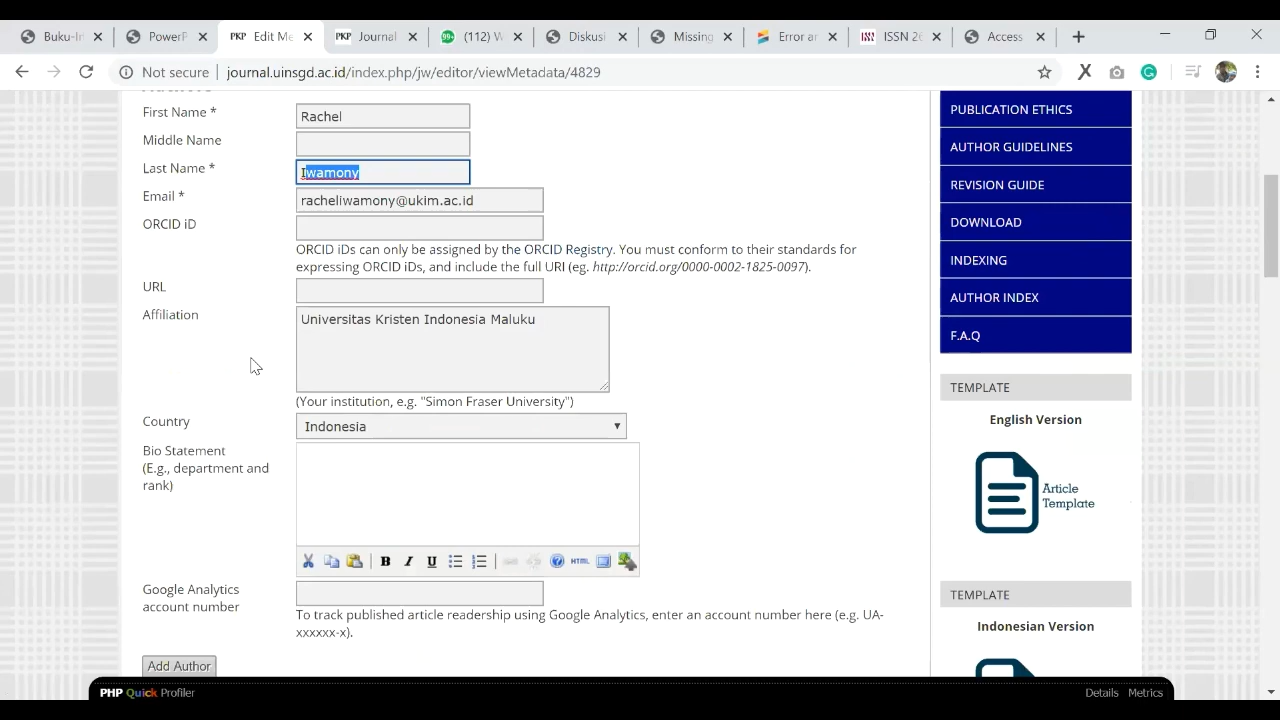 Buku-In
PowerP
PKP Edit Me
PKP Journal
99+ (112) W
Diskusi
Missing
Error ar
ISSN 26
Access
Not secure
journal.uinsgd.ac.id/index.php/jw/editor/viewMetadata/4829
First Name *
Rachel
Middle Name
Last Name *
Iwamony
Email *
racheliwamony@ukim.ac.id
ORCID iD
ORCID iDs can only be assigned by the ORCID Registry. You must conform to their standards for
expressing ORCID iDs, and include the full URI (eg. http://orcid.org/0000-0002-1825-0097).
URL
Affiliation
Universitas Kristen Indonesia Maluku
(Your institution, e.g. "Simon Fraser University")
Country
Indonesia
Bio Statement
(E.g., department and
rank)
B I U
HTML
Google Analytics
account number
To track published article readership using Google Analytics, enter an account number here (e.g. UA-
xxxxxx-x).
Add Author
PUBLICATION ETHICS
AUTHOR GUIDELINES
REVISION GUIDE
DOWNLOAD
INDEXING
AUTHOR INDEX
F.A.Q
TEMPLATE
English Version
Article
Template
TEMPLATE
Indonesian Version
PHP Quick Profiler
Details
Metrics